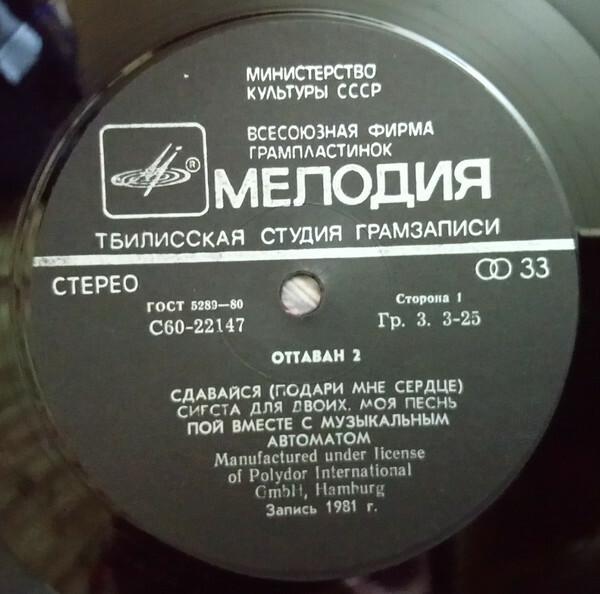 МИНИСТЕРСТВО
КУЛЬТУРЫ СССР
ВСЕСОЮЗНАЯ ФИРМА
ГРАМПЛАСТИНОК
® МЕЛОДИЯ
ТБИЛИССКАЯ СТУДИЯ ГРАМЗАПИСИ
СТЕРЕО 33
ГОСТ 5289—80 Сторона 1
С60-22147 Гр. 3. 3-25
ОТТАВАН 2
СДАВАЙСЯ (ПОДАРИ МНЕ СЕРДЦЕ)
СИЕСТА ДЛЯ ДВОИХ. МОЯ ПЕСНЬ
ПОЙ ВМЕСТЕ С МУЗЫКАЛЬНЫМ
АВТОМАТОМ
Manufactured under license
of Polydor International
GmbH, Hamburg
Запись 1981 г.